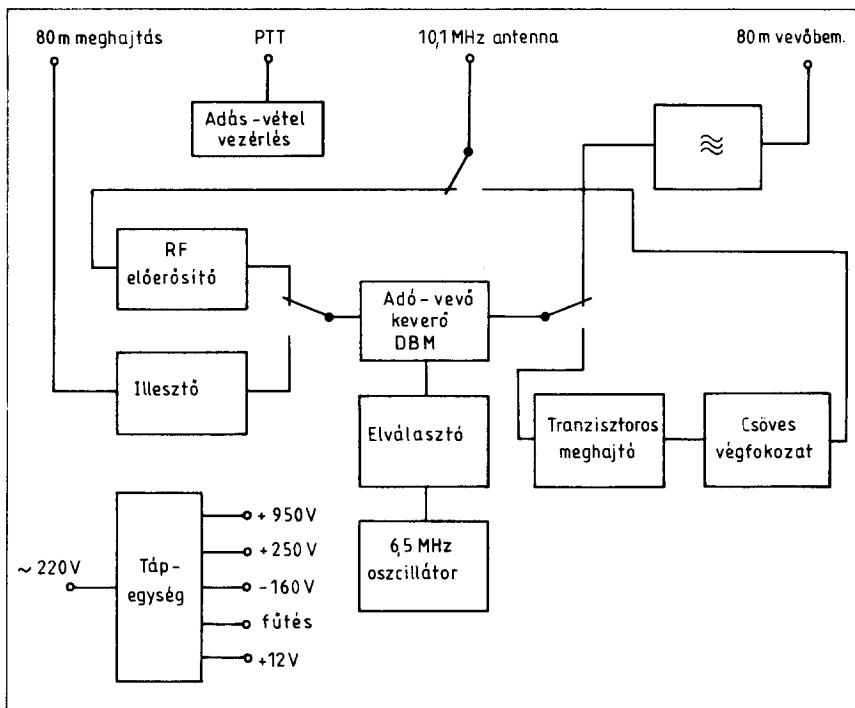 80m meghajtás
PTT
10,1 MHz antenna
80m vevőbem.
Adás-vétel
vezérlés
RF
előerősítő
Adó-vevő
keverő
DBM
Illesztő
Elválasztó
Tranzisztoros
meghajtó
Csöves
végfokozat
6,5 MHz
oszcillátor
~220V
Táp-
egység
+950V
+250V
-160V
fűtés
+12V